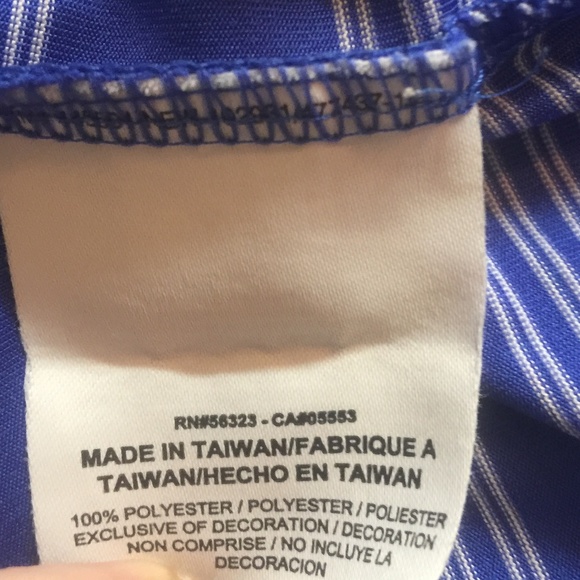 RN#56323 - CA#05553
MADE IN TAIWAN/FABRIQUE A
TAIWAN/HECHO EN TAIWAN
100% POLYESTER / POLYESTER / POLIESTER
EXCLUSIVE OF DECORATION / DECORATION
NON COMPRISE / NO INCLUYE LA
DECORACION